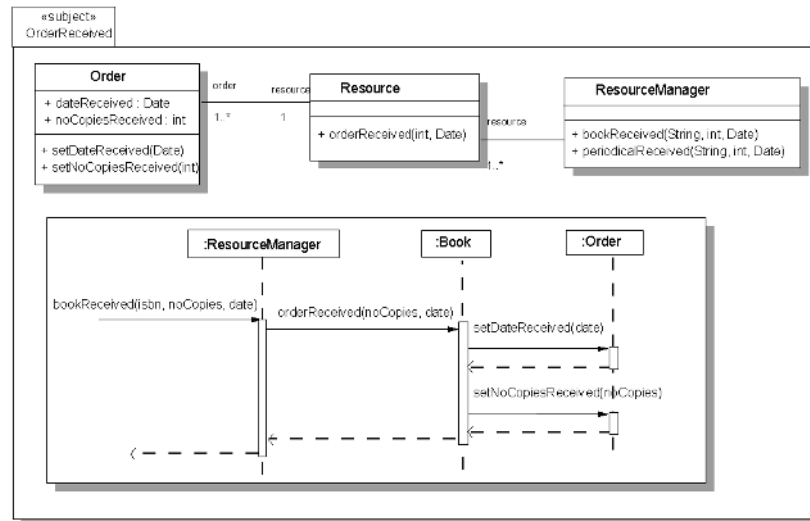 «subject»
OrderReceived
Order
+ dateReceived : Date
+ noCopiesReceived : int
+ setDateReceived(Date)
+ setNoCopiesReceived(int)
order
resource
1..*
1
Resource
+ orderReceived(int, Date)
resource
1..*
ResourceManager
+ bookReceived(String, int, Date)
+ periodicalReceived(String, int, Date)
:ResourceManager
:Book
:Order
bookReceived(isbn, noCopies, date)
orderReceived(noCopies, date)
setDateReceived(date)
setNoCopiesReceived(noCopies)